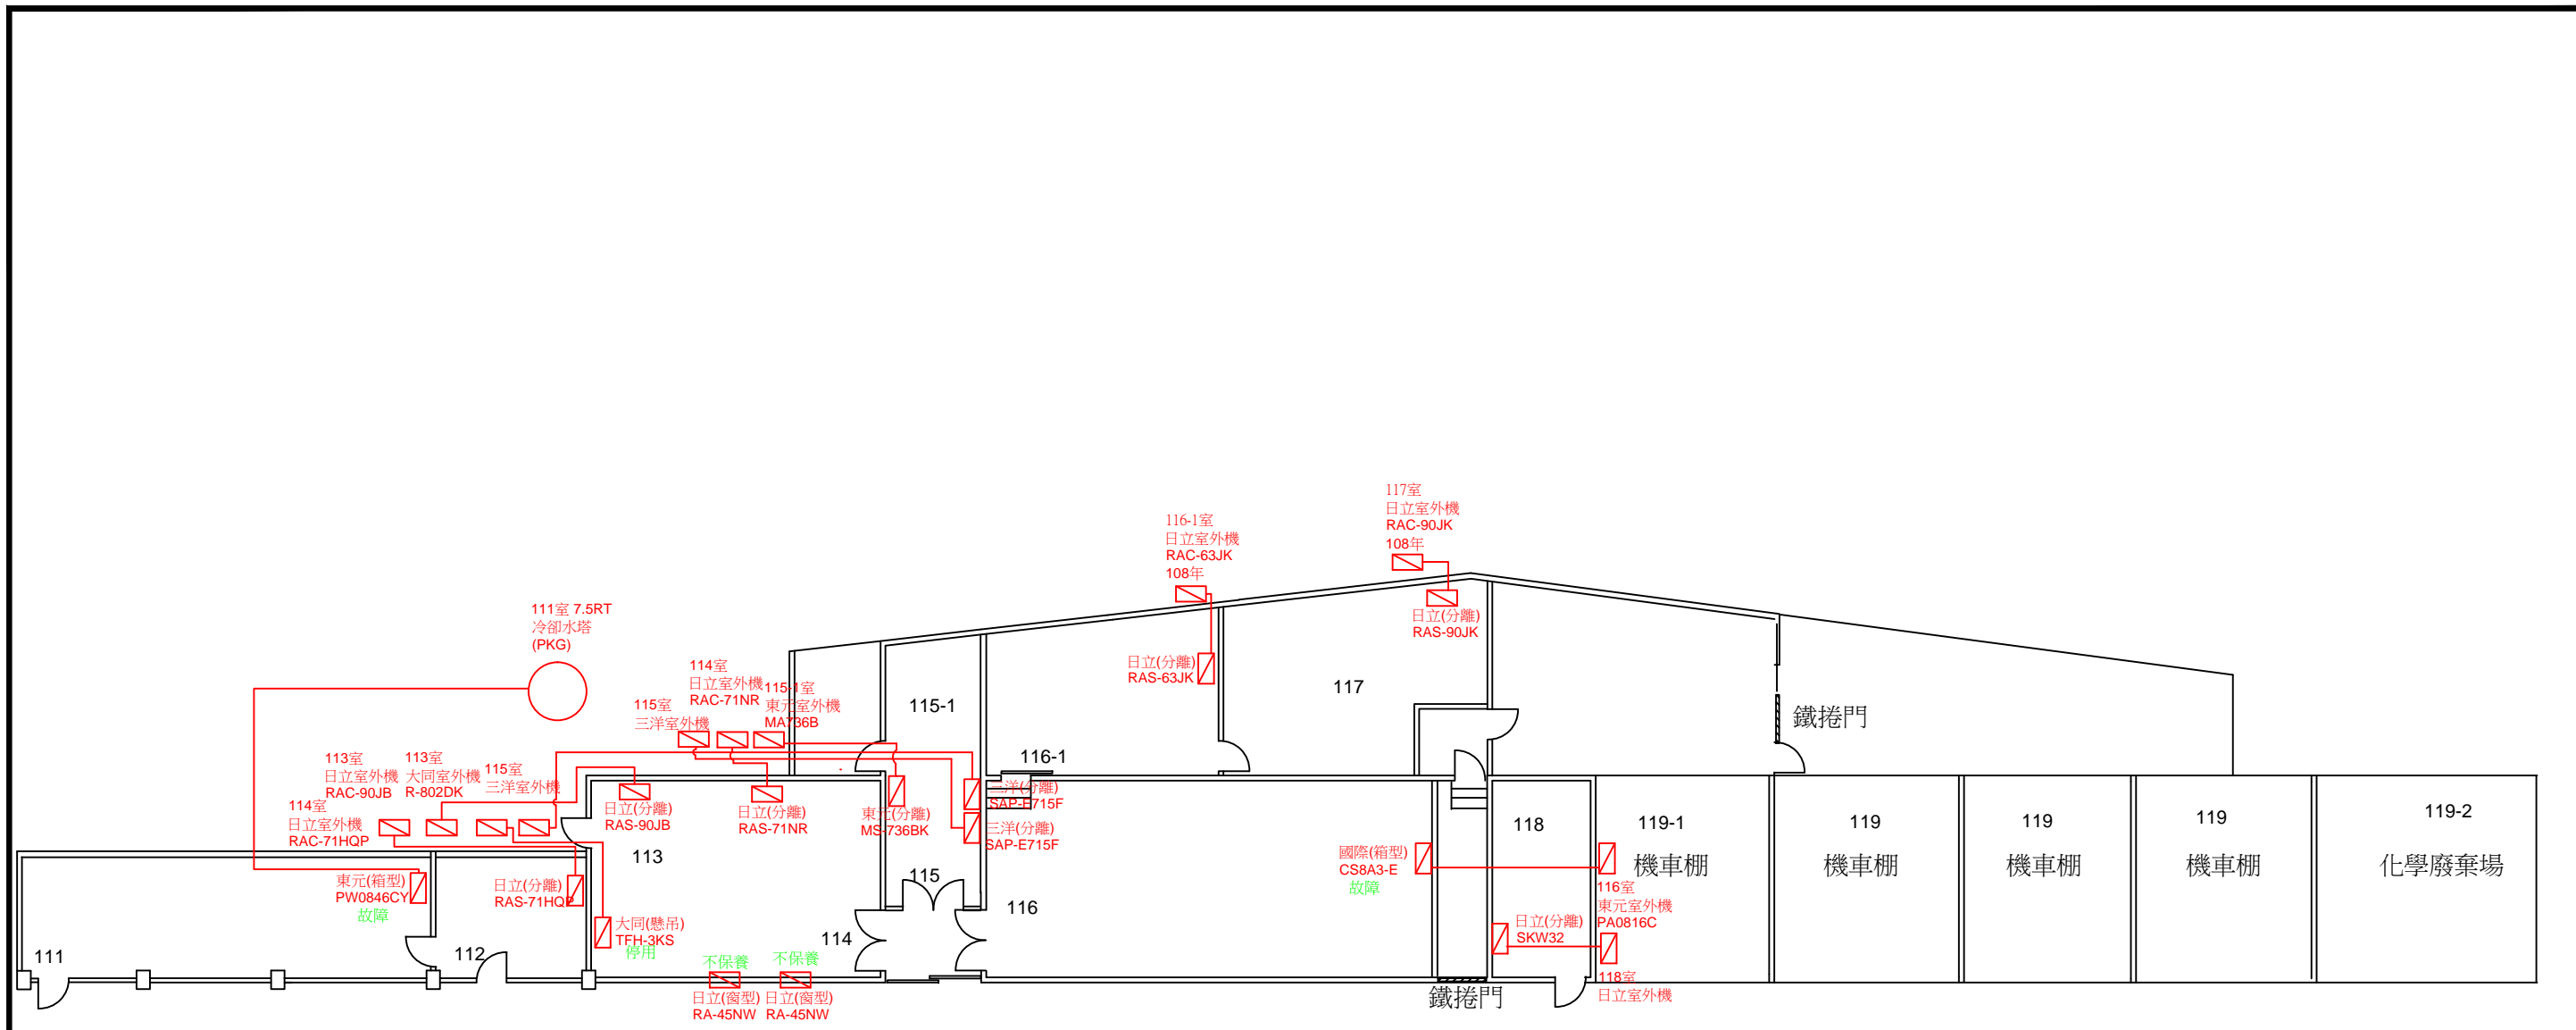 117室
日立室外機
RAC-90JK
108年
116-1室
日立室外機
RAC-63JK
108年
日立(分離)
RAS-90JK
日立(分離)
RAS-63JK
117
111室 7.5RT
冷卻水塔
(PKG)
114室
日立室外機
RAC-71NR
115-1室
東元室外機
MA736B
115室
三洋室外機
115-1
116-1
鐵捲門
113室
日立室外機
RAC-90JB
113室
大同室外機
R-802DK
115室
三洋室外機
114室
日立室外機
RAC-71HQP
日立(分離)
RAS-90JB
日立(分離)
RAS-71NR
東元(分離)
MS-736BK
三洋(分離)
SAP-E715F
三洋(分離)
SAP-E715F
113
115
118
119-1
機車棚
119
機車棚
119
機車棚
119
機車棚
119-2
化學廢棄場
東元(箱型)
PW0846CY
故障
日立(分離)
RAS-71HQP
大同(懸吊)
TFH-3KS
停用
國際(箱型)
CS8A3-E
故障
116室
東元室外機
PA0816C
日立(分離)
SKW32
118室
日立室外機
111
112
114
116
不保養
日立(窗型)
RA-45NW
不保養
日立(窗型)
RA-45NW
鐵捲門